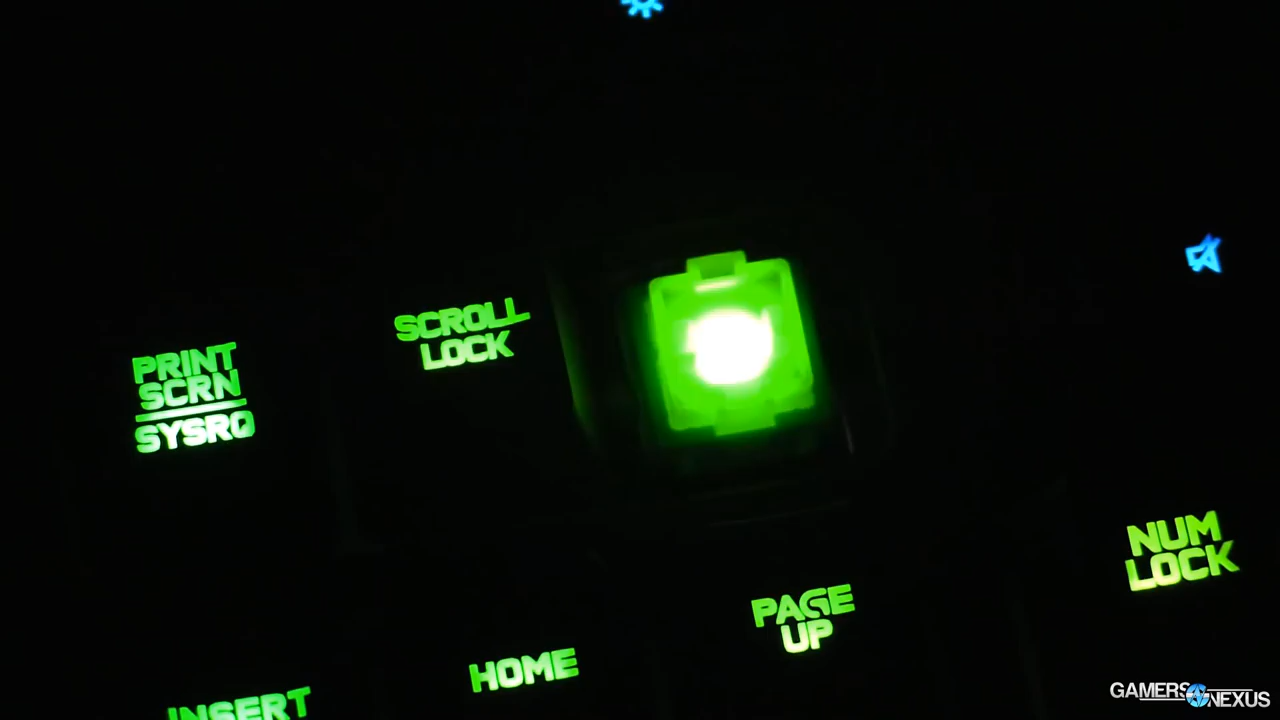 SCROLL
LOCK
PRINT
SCRN
SYSRQ
NUM
LOCK
PAGE
UP
HOME
INSERT
GAMERS NEXUS